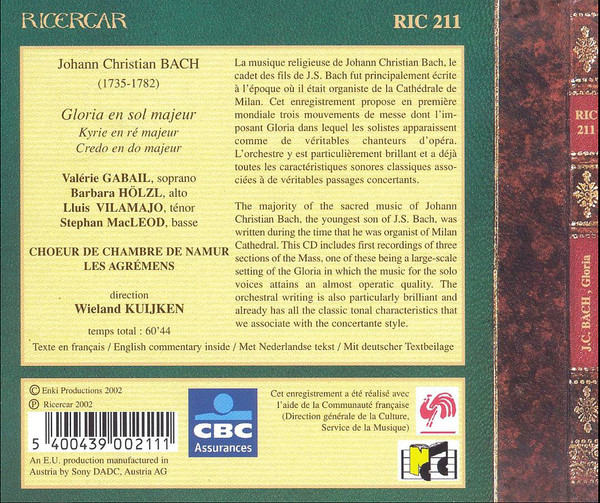 RICERCAR
RIC 211
Johann Christian BACH
(1735-1782)
Gloria en sol majeur
Kyrie en ré majeur
Credo en do majeur
Valérie GABAIL, soprano
Barbara HÖLZL, alto
Lluis VILAMAJO, ténor
Stephan MacLEOD, basse
CHOEUR DE CHAMBRE DE NAMUR
LES AGRÉMENS
direction
Wieland KUIJKEN
temps total : 60'44
La musique religieuse de Johann Christian Bach, le
cadet des fils de J.S. Bach fut principalement écrite
à l'époque où il était organiste de la Cathédrale de
Milan. Cet enregistrement propose en première
mondiale trois mouvements de messe dont l'im-
posant Gloria dans lequel les solistes apparaissent
comme de véritables chanteurs d'opéra.
L'orchestre y est particulièrement brillant et a déjà
toutes les caractéristiques sonores classiques asso-
ciées à de véritables passages concertants.
The majority of the sacred music of Johann
Christian Bach, the youngest son of J.S. Bach, was
written during the time that he was organist of Milan
Cathedral. This CD includes first recordings of three
sections of the Mass, one of these being a large-scale
setting of the Gloria in which the music for the solo
voices attains an almost operatic quality. The
orchestral writing is also particularly brilliant and
already has all the classic tonal characteristics that
we associate with the concertante style.
Texte en français / English commentary inside / Met Nederlandse tekst / Mit deutscher Textbeilage
© Enki Productions 2002
℗ Ricercar 2002
5 400439 002111
An E.U. production manufactured in
Austria by Sony DADC, Austria AG
CBC
Assurances
Cet enregistrement a été réalisé avec
l'aide de la Communauté française
(Direction générale de la Culture,
Service de la Musique)
RIC
211
J.C. BACH , Gloria